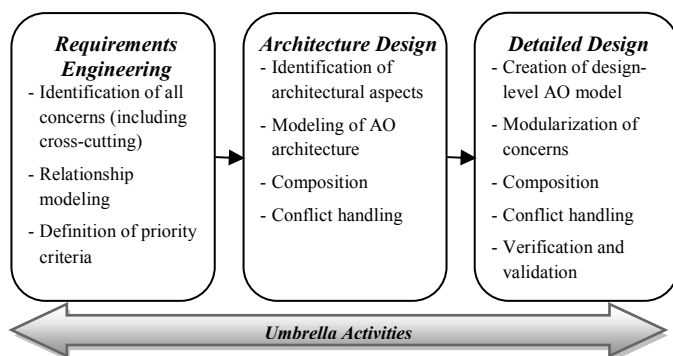 Requirements
Engineering
- Identification of all
concerns (including
cross-cutting)
- Relationship
modeling
- Definition of priority
criteria
Architecture Design
- Identification of
architectural aspects
- Modeling of AO
architecture
- Composition
- Conflict handling
Detailed Design
- Creation of design-
level AO model
- Modularization of
concerns
- Composition
- Conflict handling
- Verification and
validation
Umbrella Activities